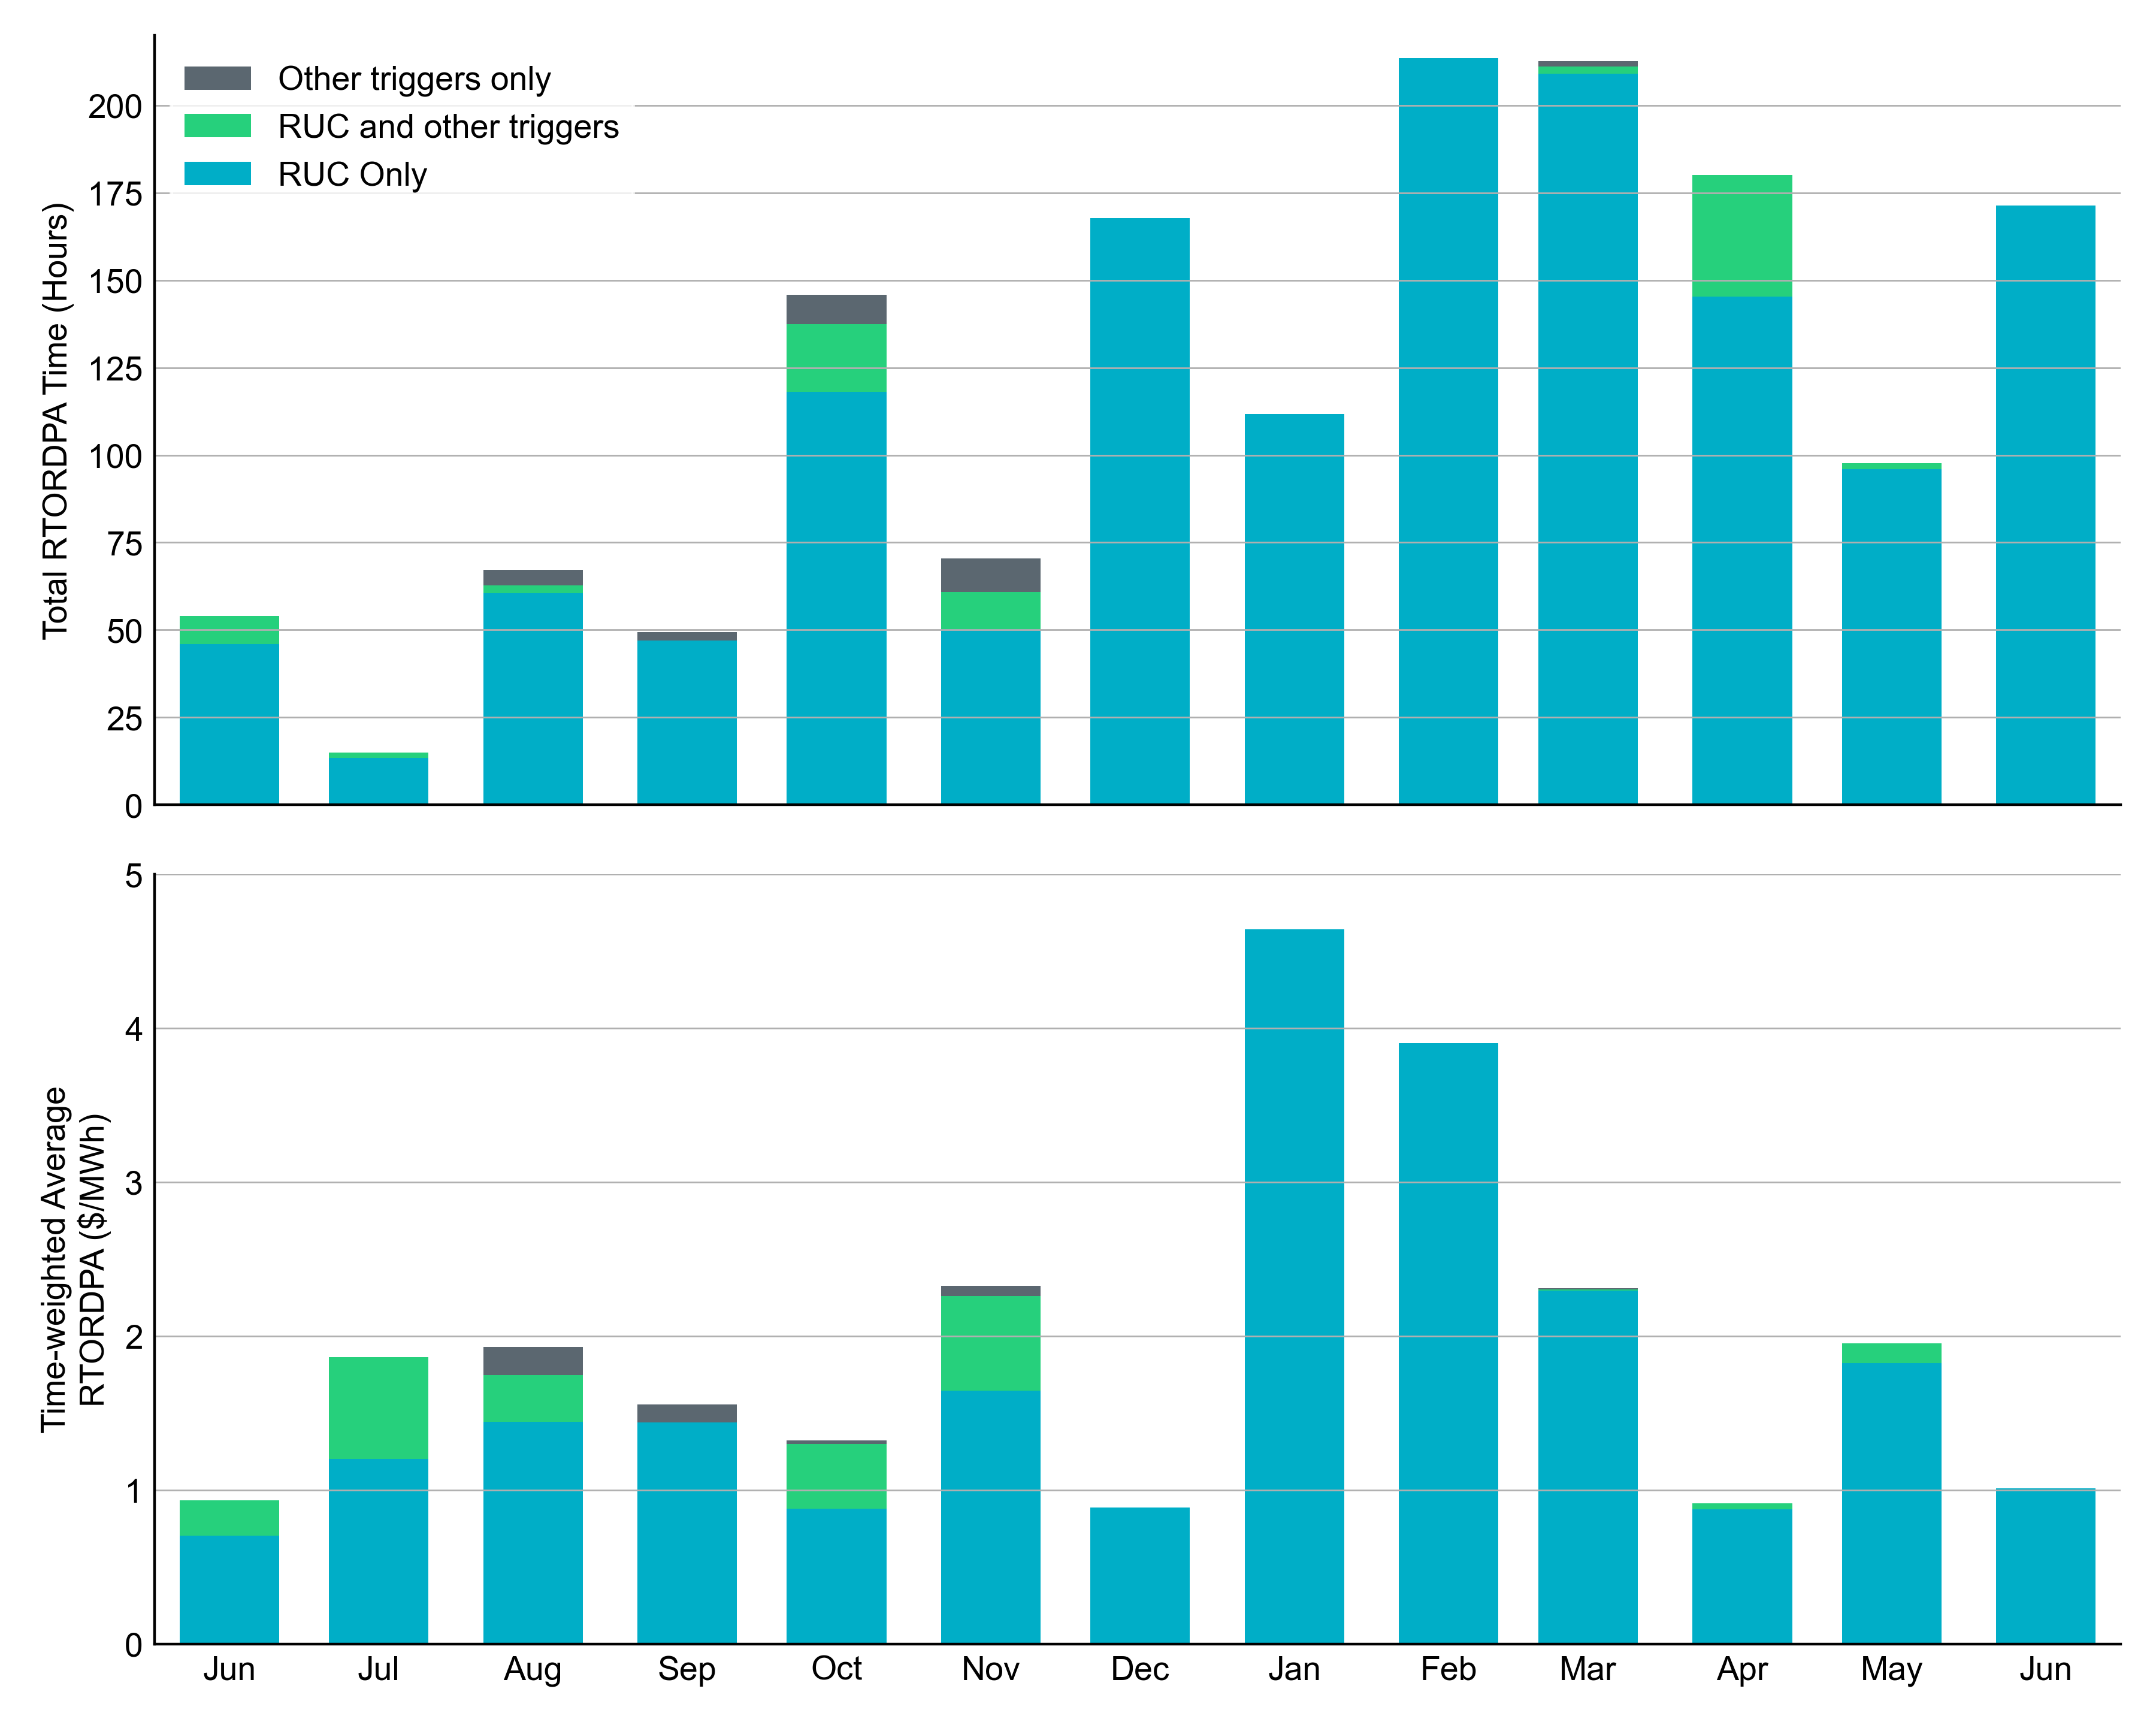 Total RTORDPA Time (Hours)
200
175
150
125
100
75
50
25
0
Other triggers only
RUC and other triggers
RUC Only
Time-weighted Average
RTORDPA ($/MWh)
5
4
3
2
1
0
Jun Jul Aug Sep Oct Nov Dec Jan Feb Mar Apr May Jun